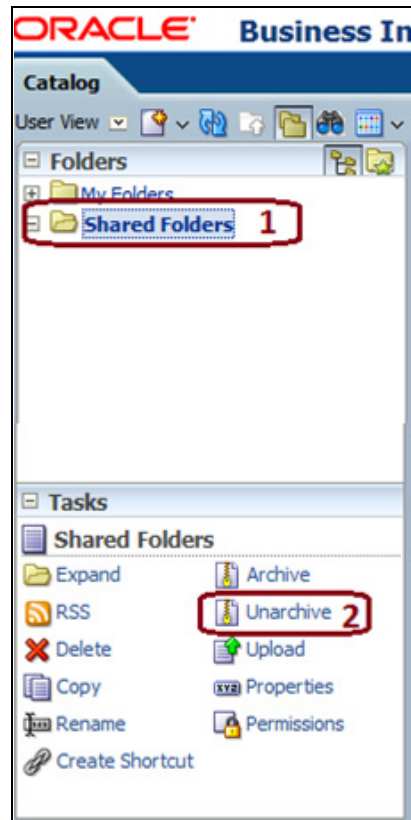 ORACLE Business In
Catalog
User View
Folders
My Folders
Shared Folders 1
Tasks
Shared Folders
Expand Archive
RSS Unarchive 2
Delete Upload
Copy XYZ Properties
Rename Permissions
Create Shortcut